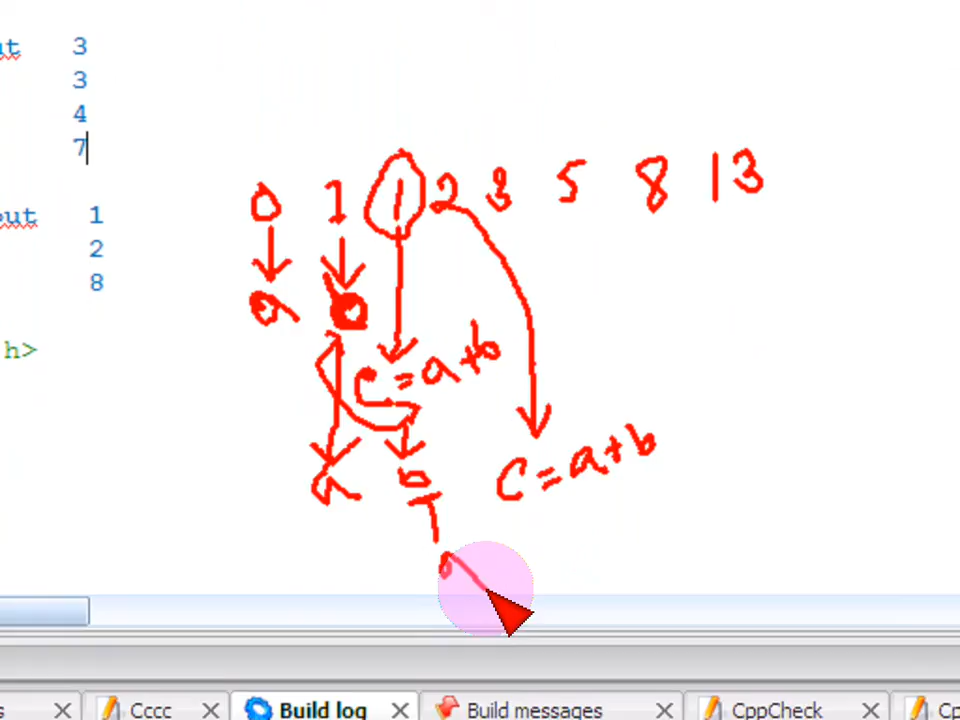 ut 3
3
4
7
0 1 1 2 3 5 8 13
out 1
2
8
a b
h>
c = a+b
a b c = a+b
a
Cccc Build log Build messages CppCheck